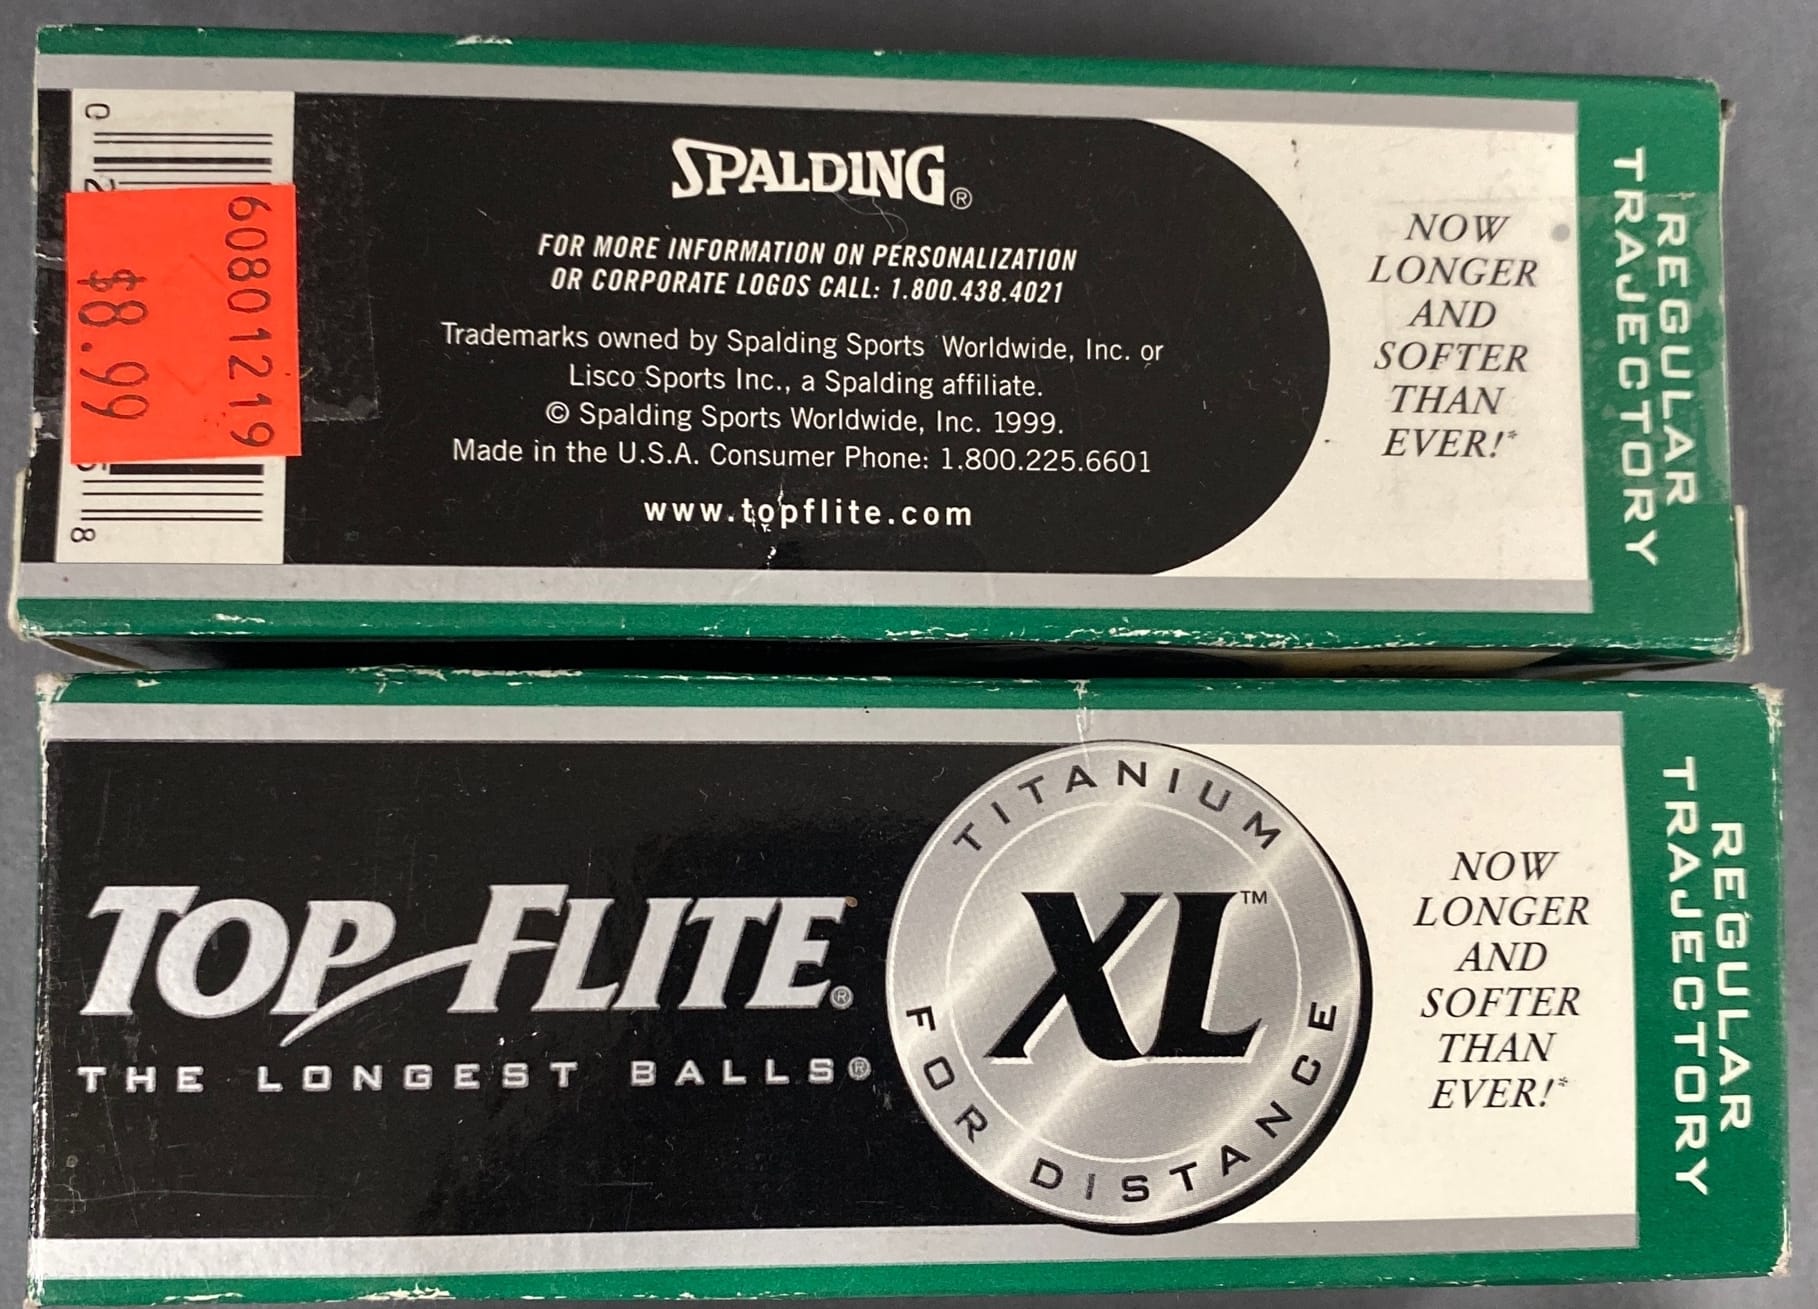 SPALDING®
FOR MORE INFORMATION ON PERSONALIZATION
OR CORPORATE LOGOS CALL: 1.800.438.4021
Trademarks owned by Spalding Sports Worldwide, Inc. or
Lisco Sports Inc., a Spalding affiliate.
© Spalding Sports Worldwide, Inc. 1999.
Made in the U.S.A. Consumer Phone: 1.800.225.6601
www.topflite.com
60801219
$8.99
0
2
8
NOW
LONGER
AND
SOFTER
THAN
EVER!*
REGULAR
TRAJECTORY
TOP FLITE®
THE LONGEST BALLS®
TITANIUM
XL™
FOR DISTANCE
NOW
LONGER
AND
SOFTER
THAN
EVER!*
REGULAR
TRAJECTORY